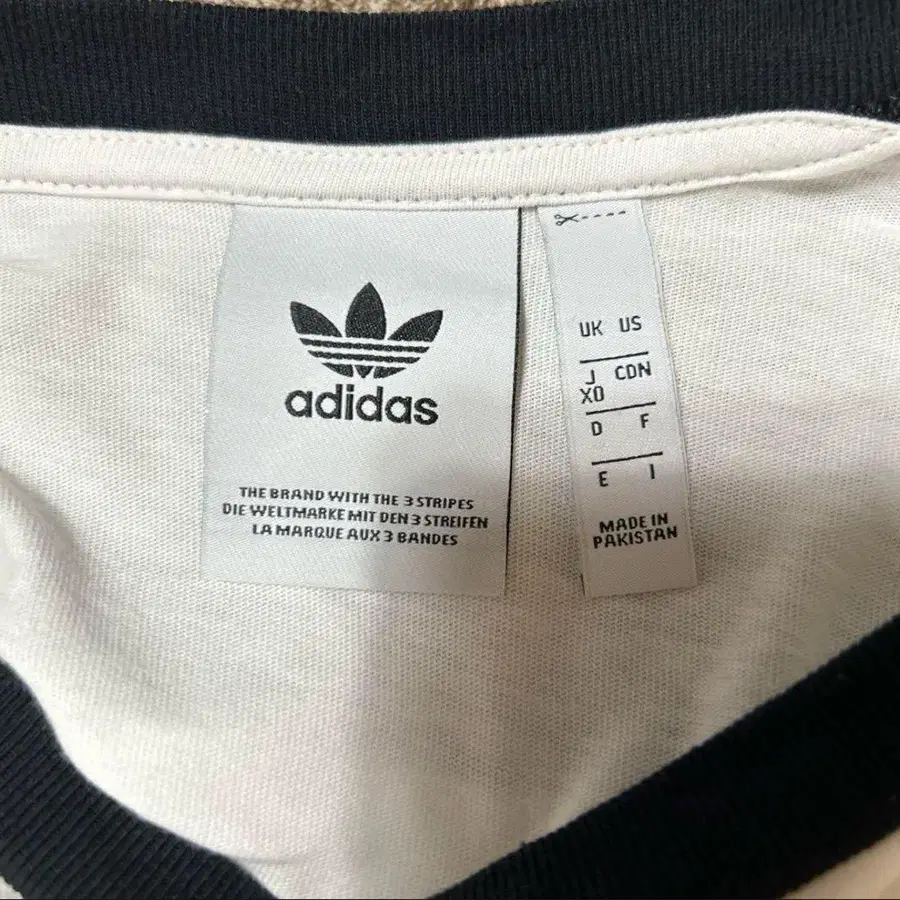 adidas
THE BRAND WITH THE 3 STRIPES
DIE WELTMARKE MIT DEN 3 STREIFEN
LA MARQUE AUX 3 BANDES
UK US
J
XO CDN
D F
E I
MADE IN
PAKISTAN